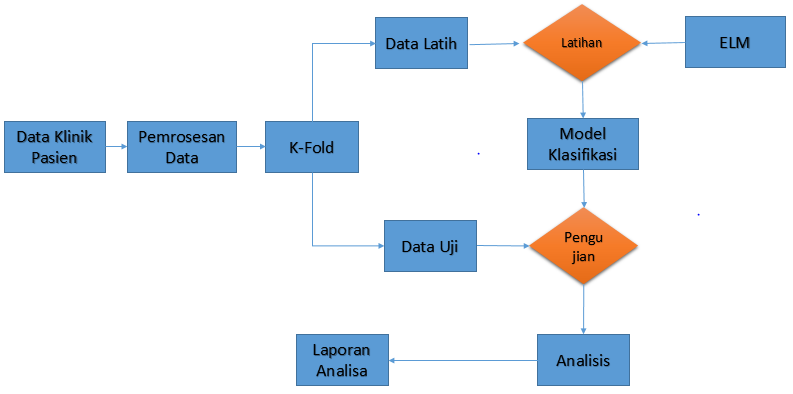 Data Latih
Latihan
ELM
Data Klinik
Pasien
Pemrosesan
Data
K-Fold
Model
Klasifikasi
Data Uji
Pengu
jian
Laporan
Analisa
Analisis